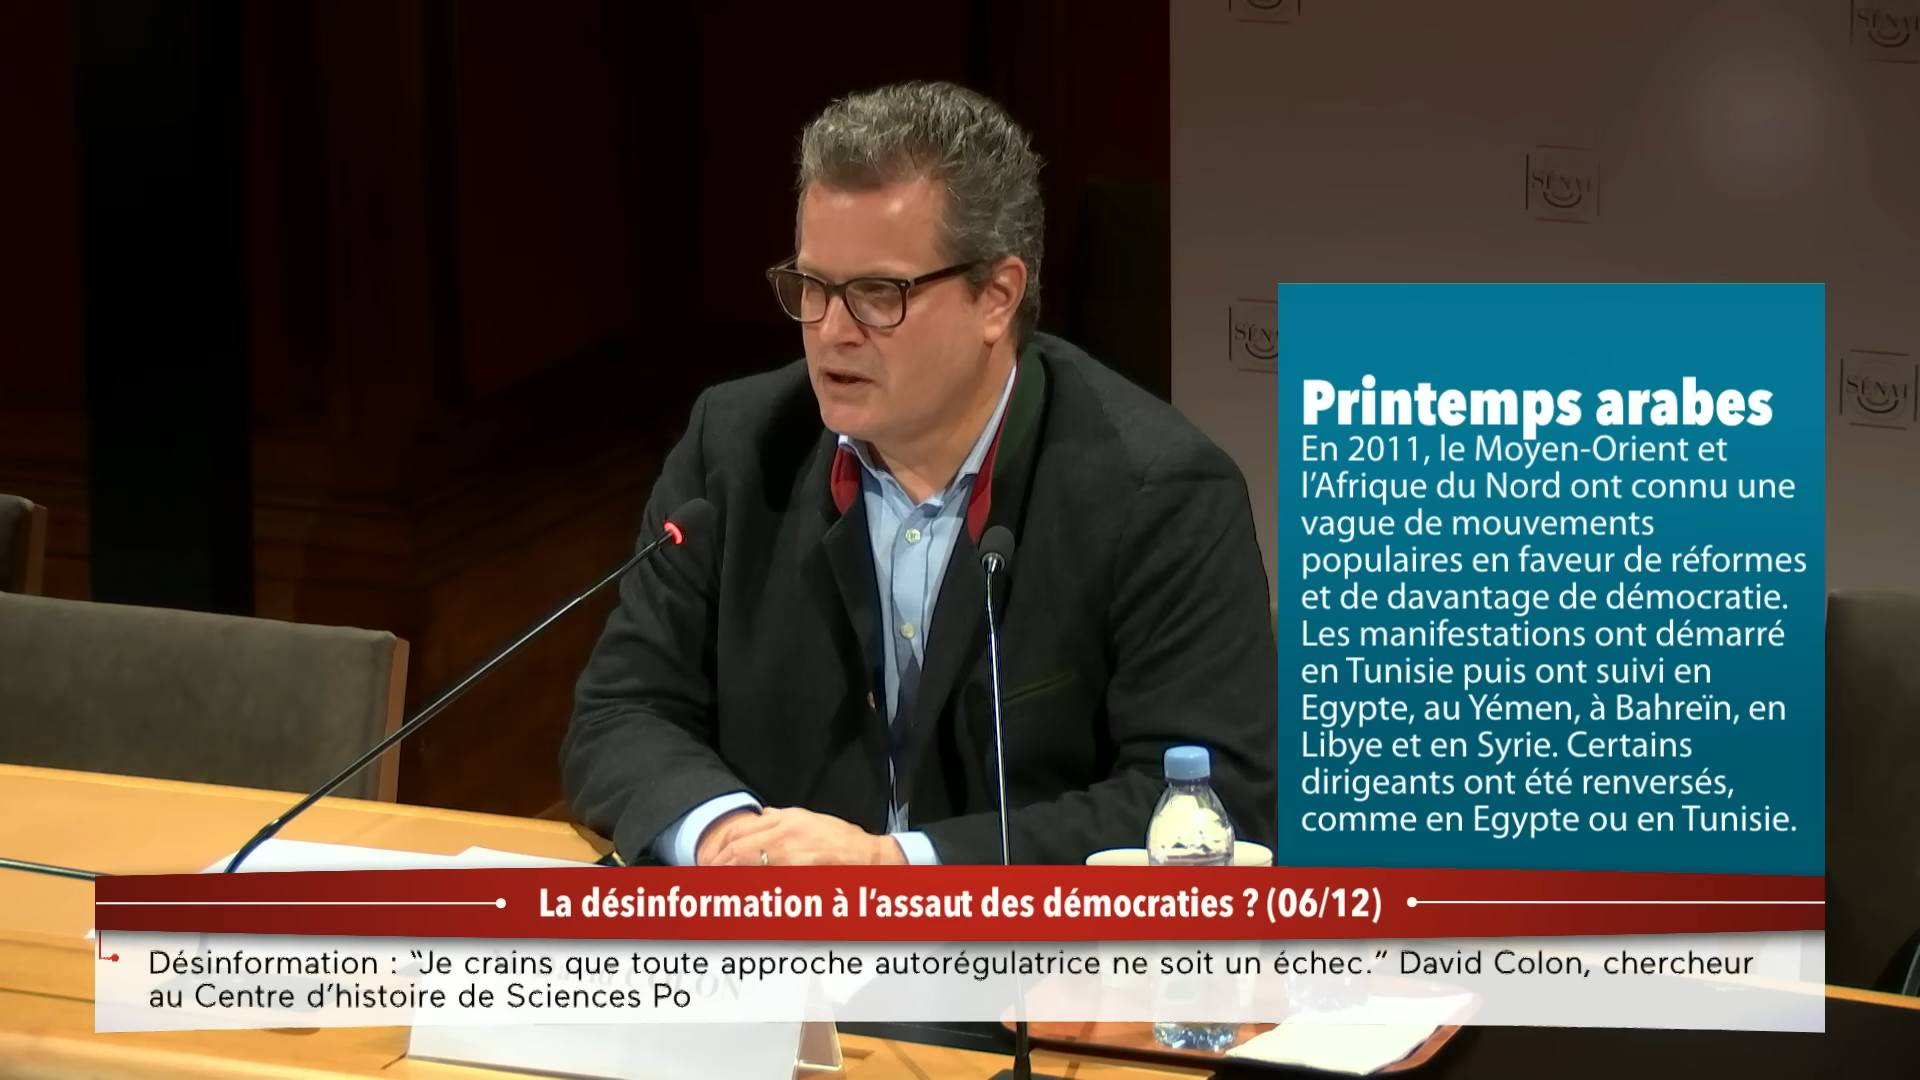 SÉNAT
SÉNAT
SÉNAT
Printemps arabes
En 2011, le Moyen-Orient et
l'Afrique du Nord ont connu une
vague de mouvements
populaires en faveur de réformes
et de davantage de démocratie.
Les manifestations ont démarré
en Tunisie puis ont suivi en
Egypte, au Yémen, à Bahreïn, en
Libye et en Syrie. Certains
dirigeants ont été renversés,
comme en Egypte ou en Tunisie.
La désinformation à l'assaut des démocraties ? (06/12)
Désinformation : “Je crains que toute approche autorégulatrice ne soit un échec.” David Colon, chercheur
au Centre d'histoire de Sciences Po